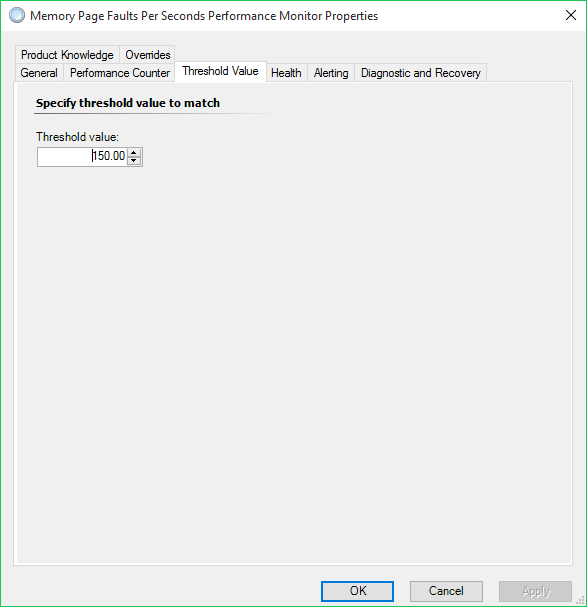 Memory Page Faults Per Seconds Performance Monitor Properties
Product Knowledge Overrides
General Performance Counter Threshold Value Health Alerting Diagnostic and Recovery
Specify threshold value to match
Threshold value:
150.00
OK Cancel Apply